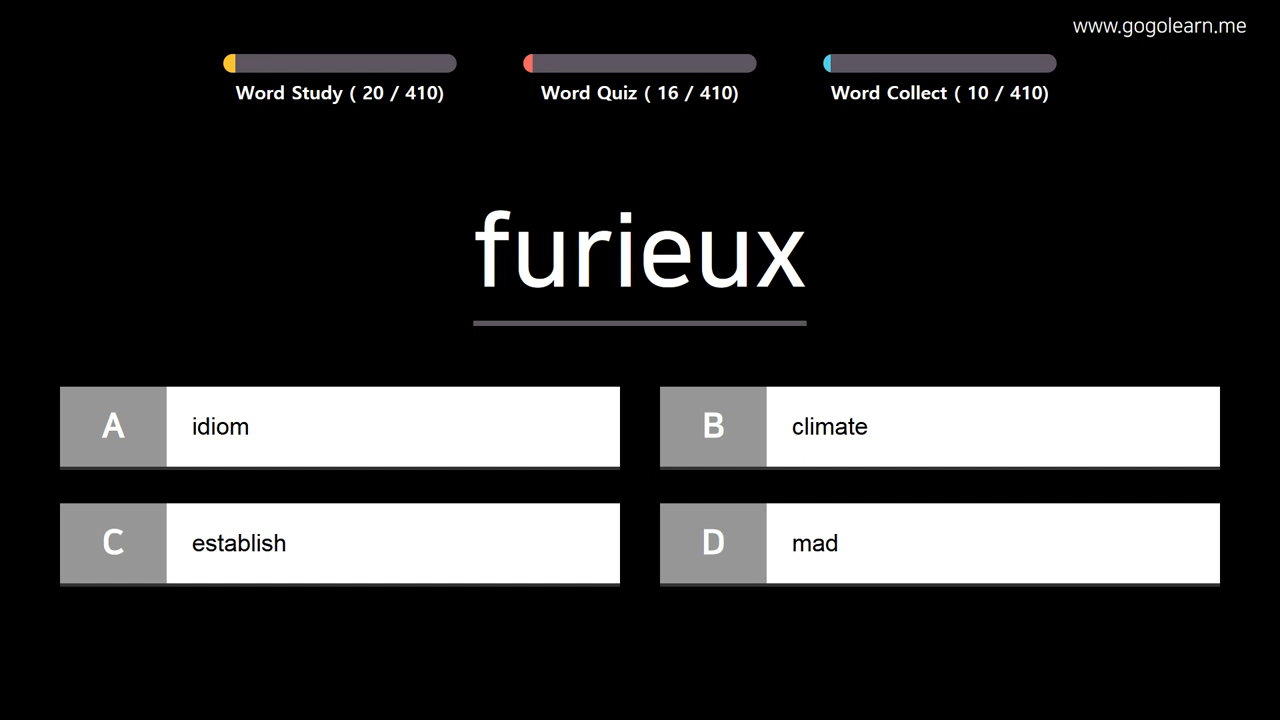 www.gogolearn.me
Word Study ( 20 / 410)
Word Quiz ( 16 / 410)
Word Collect ( 10 / 410)
furieux
A idiom
B climate
C establish
D mad